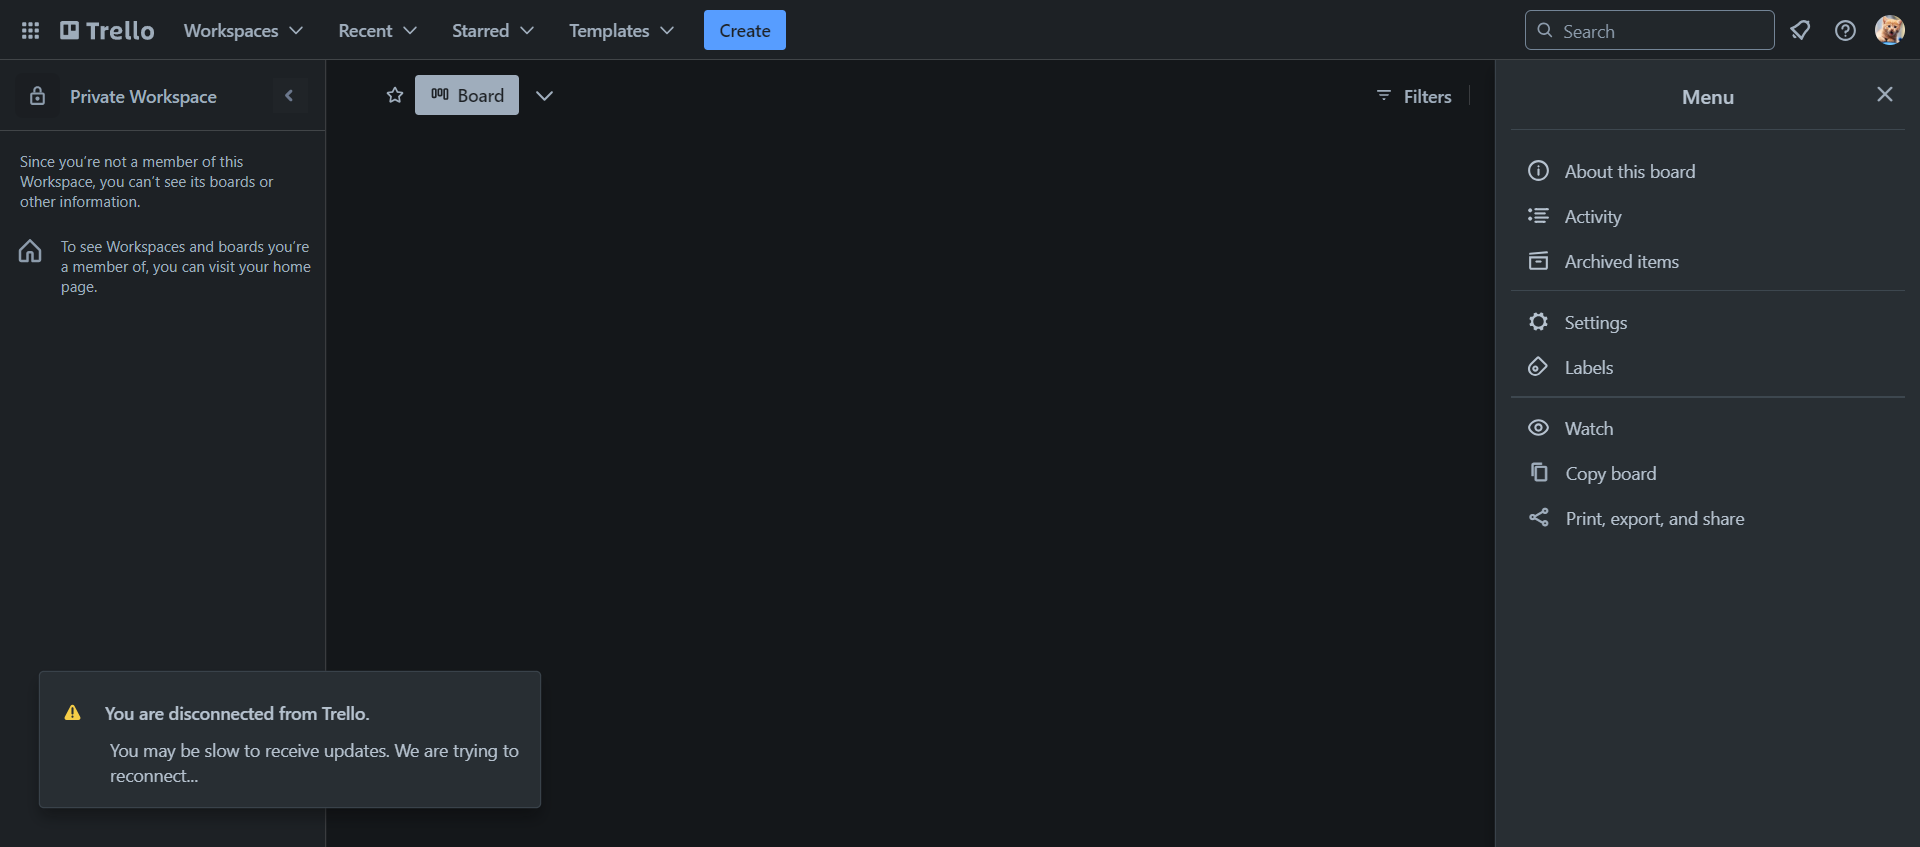 Trello
Workspaces
Recent
Starred
Templates
Create
Search
Private Workspace
Since you're not a member of this
Workspace, you can't see its boards or
other information.
To see Workspaces and boards you're
a member of, you can visit your home
page.
Board
Filters
Menu
About this board
Activity
Archived items
Settings
Labels
Watch
Copy board
Print, export, and share
You are disconnected from Trello.
You may be slow to receive updates. We are trying to
reconnect...